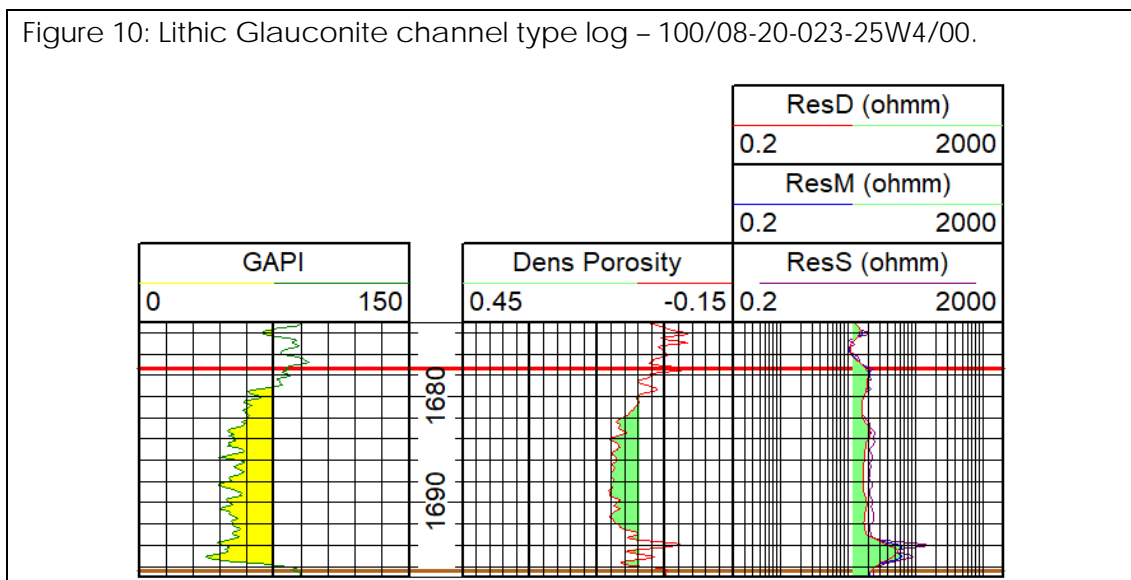 Figure 10: Lithic Glauconite channel type log – 100/08-20-023-25W4/00.
ResD (ohmm)
0.2 2000
ResM (ohmm)
0.2 2000
GAPI Dens Porosity ResS (ohmm)
0 150 0.45 -0.15 0.2 2000
1680
1690